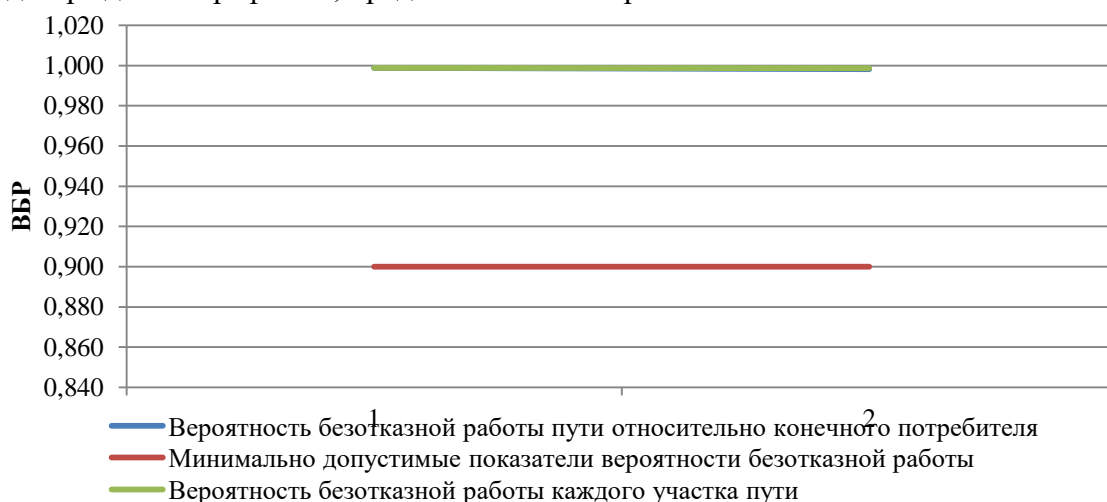 1,020
1,000
0,980
0,960
0,940
0,920
0,900
0,880
0,860
0,840
ВБР
1 2
Вероятность безотказной работы пути относительно конечного потребителя
Минимально допустимые показатели вероятности безотказной работы
Вероятность безотказной работы каждого участка пути